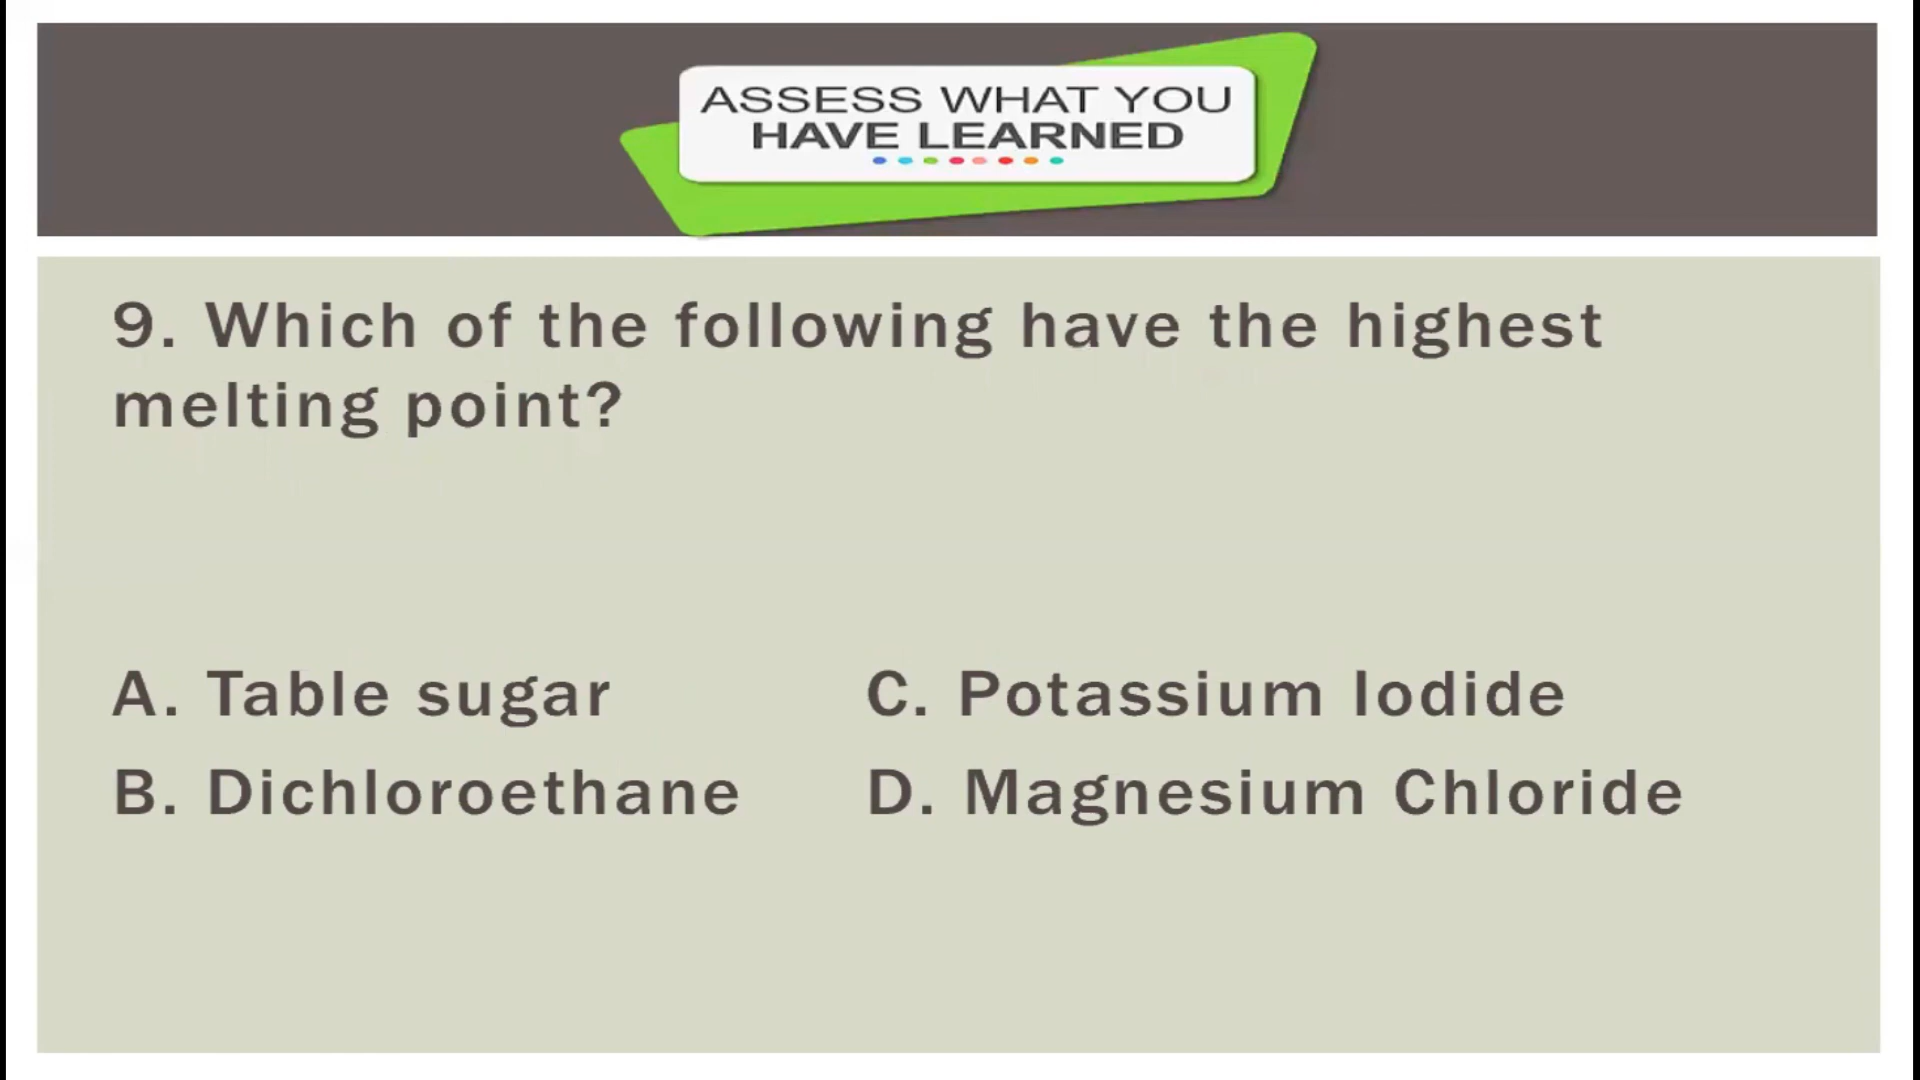 ASSESS WHAT YOU
HAVE LEARNED
9. Which of the following have the highest
melting point?
A. Table sugar
B. Dichloroethane
C. Potassium Iodide
D. Magnesium Chloride